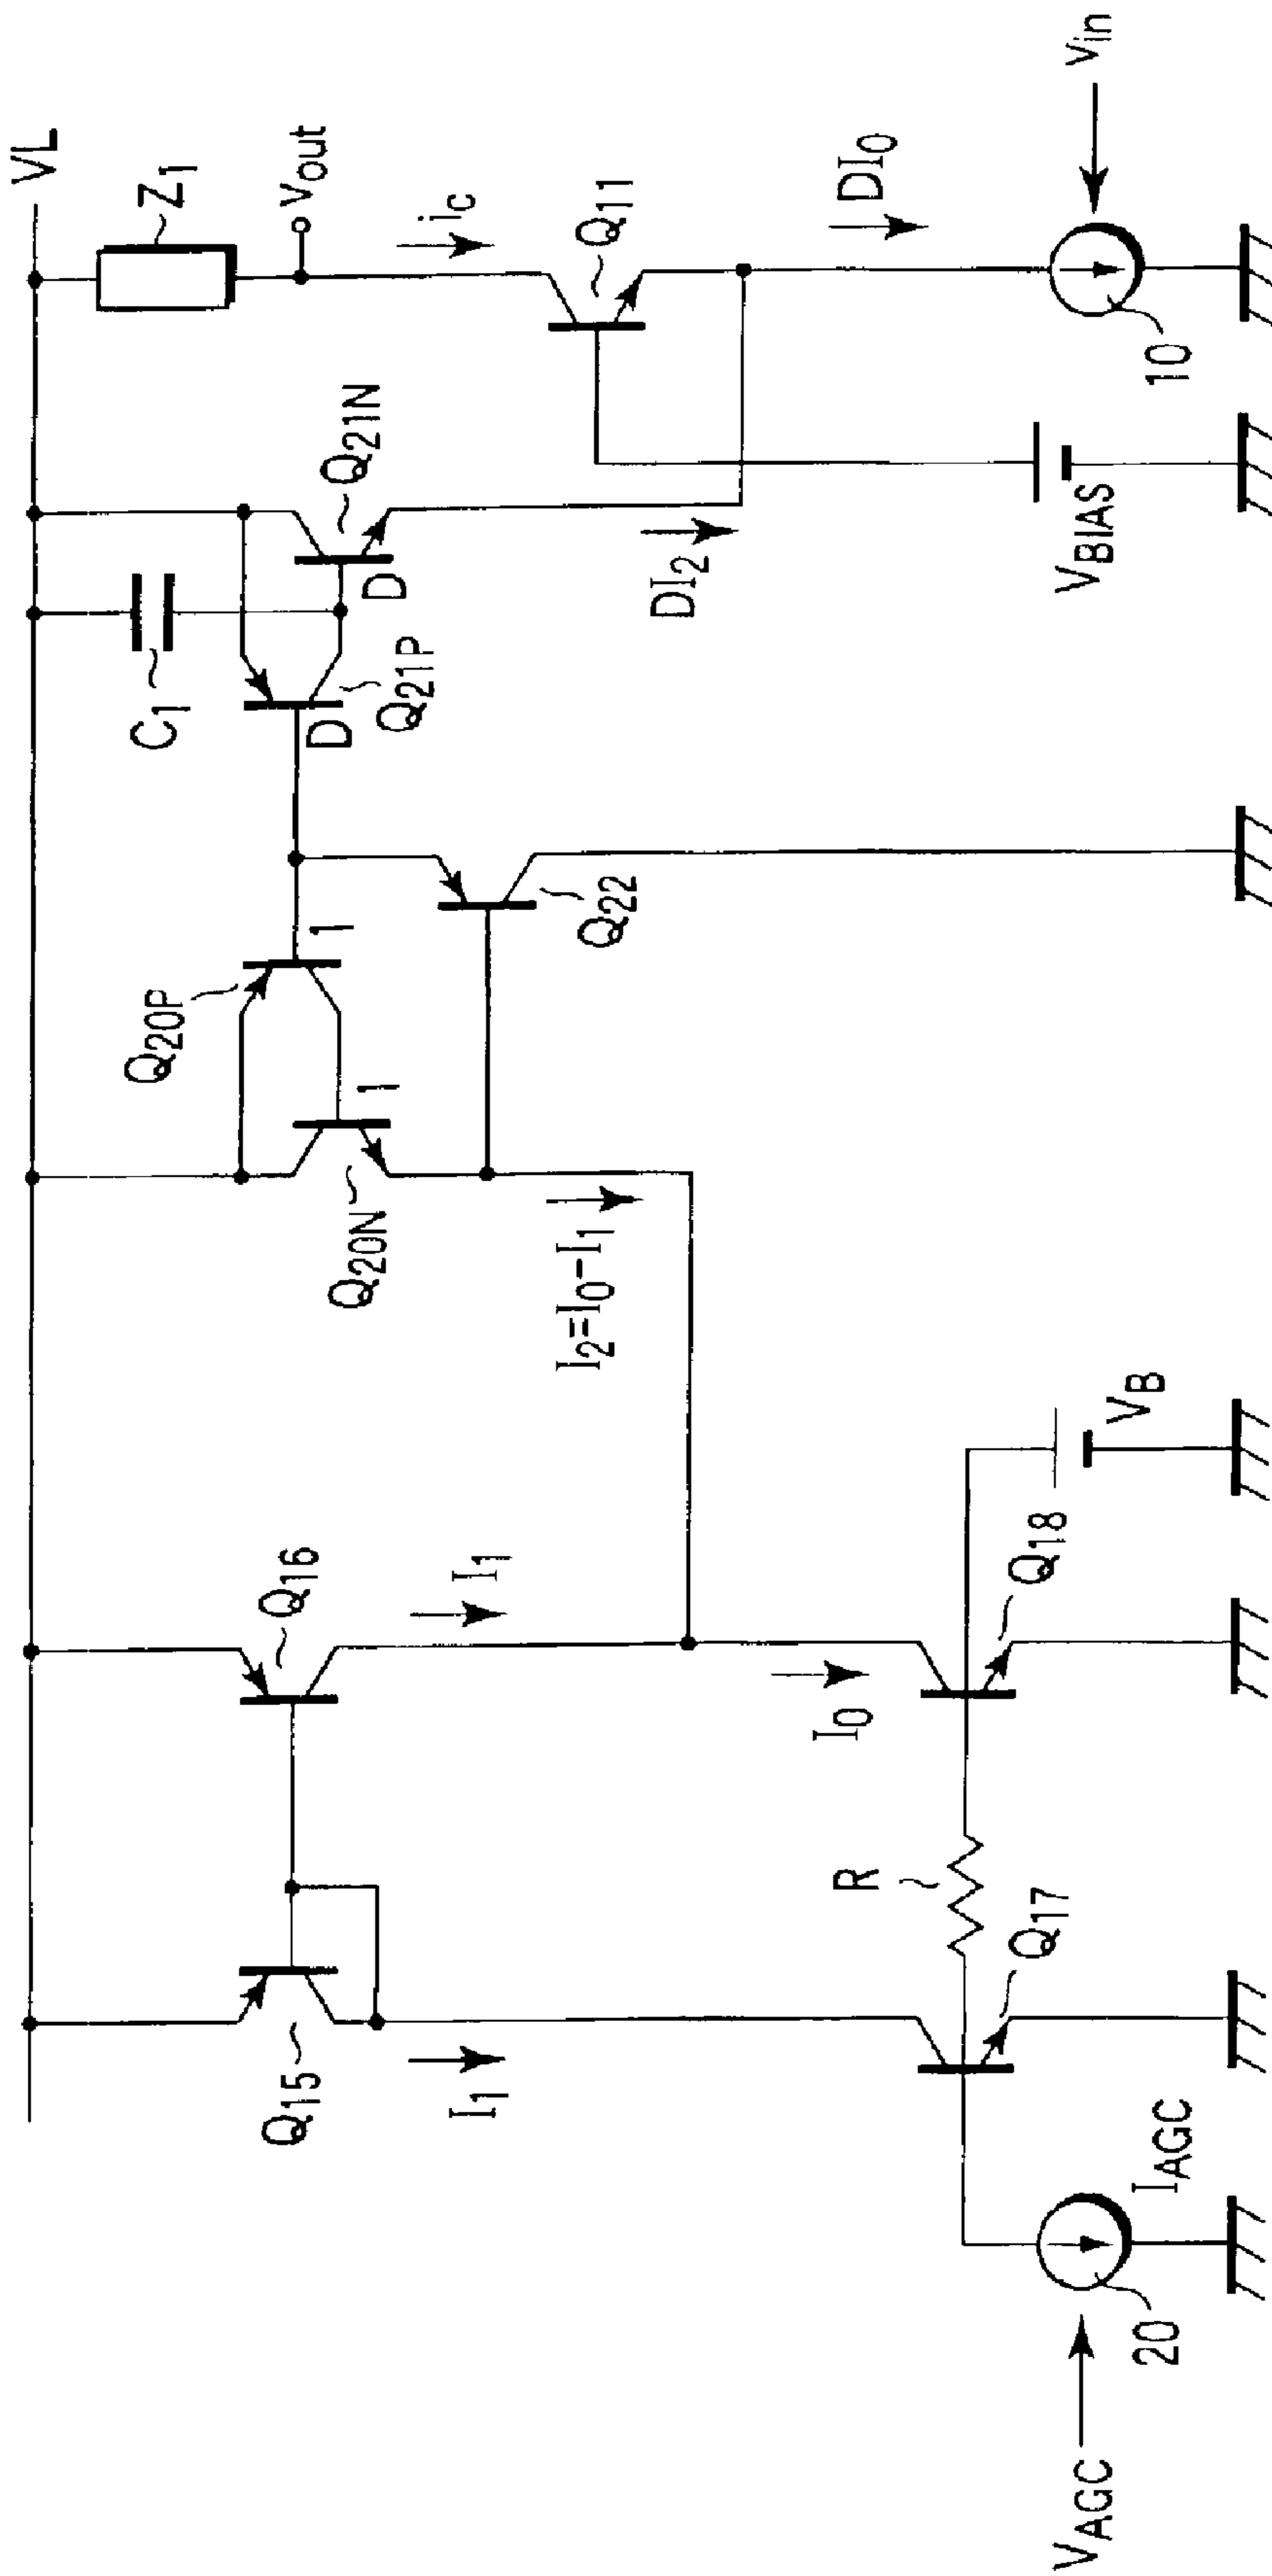 VL
Z1
Vout
ic
Q11
DI0
Vin
10
Q21N
D
DI2
VBIAS
C1
Q21P
D
Q22
1
Q20P
1
Q20N
I2=I0−I1
VB
Q16
I1
Q18
I0
R
Q17
Q15
I1
IAGC
20
VAGC